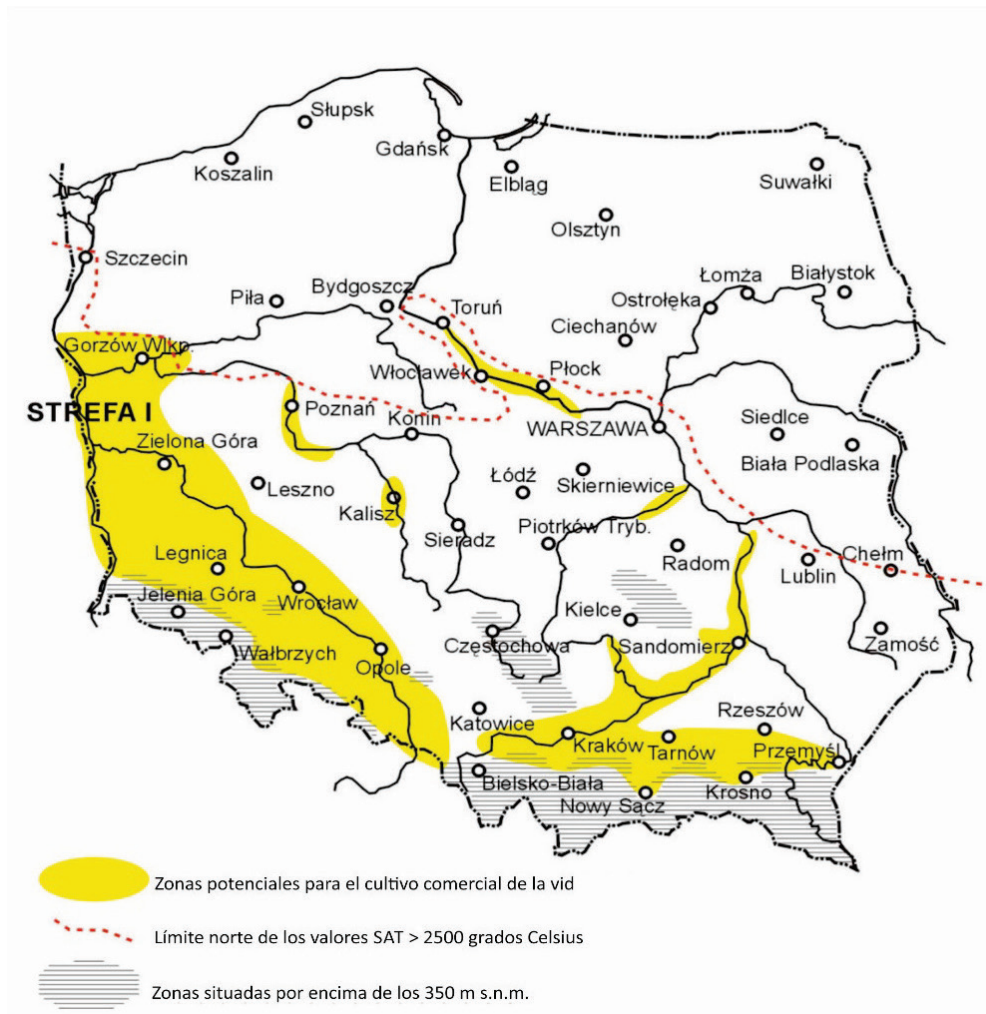 Słupsk
Gdańsk
Koszalin
Elbląg
Suwałki
Olsztyn
Szczecin
Piła
Bydgoszcz
Toruń
Łomża
Białystok
Ostrołęka
Ciechanów
Gorzów Wlkp.
Włocławek
Płock
STREFA I
Poznań
Konin
WARSZAWA
Siedlce
Zielona Góra
Biała Podlaska
Leszno
Łódź
Skierniewice
Kalisz
Sieradz
Piotrków Tryb.
Legnica
Radom
Lublin
Chełm
Jelenia Góra
Wrocław
Kielce
Częstochowa
Sandomierz
Zamość
Wałbrzych
Opole
Katowice
Rzeszów
Kraków
Tarnów
Przemyśl
Bielsko-Biała
Nowy Sącz
Krosno
Zonas potenciales para el cultivo comercial de la vid
Límite norte de los valores SAT > 2500 grados Celsius
Zonas situadas por encima de los 350 m s.n.m.